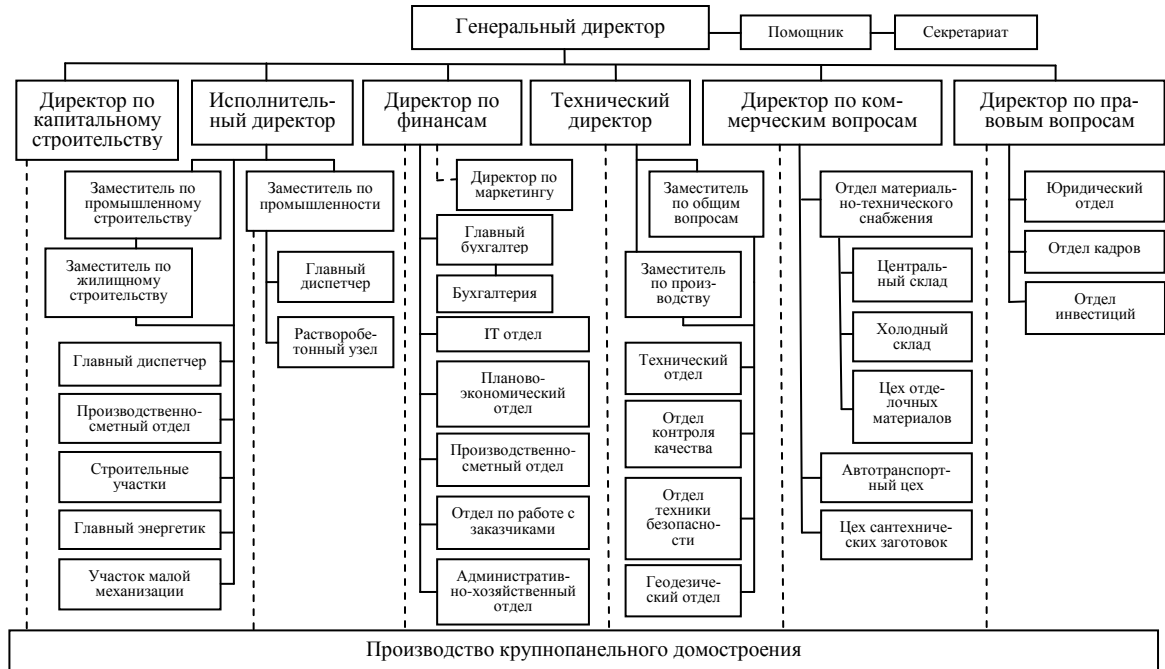 Генеральный директор
Помощник
Секретариат
Директор по
капитальному
строительству
Исполнитель-
ный директор
Директор по
финансам
Технический
директор
Директор по ком-
мерческим вопросам
Директор по пра-
вовым вопросам
Заместитель по
промышленному
строительству
Заместитель по
жилищному
строительству
Главный диспетчер
Производственно-
сметный отдел
Строительные
участки
Главный энергетик
Участок малой
механизации
Заместитель по
промышленности
Главный
диспетчер
Растворобе-
тонный узел
Директор по
маркетингу
Главный
бухгалтер
Бухгалтерия
IT отдел
Планово-
экономический
отдел
Производственно-
сметный отдел
Отдел по работе с
заказчиками
Административ-
но-хозяйственный
отдел
Заместитель
по общим
вопросам
Заместитель
по произ-
водству
Технический
отдел
Отдел
контроля
качества
Отдел
техники
безопасно-
сти
Геодезиче-
ский отдел
Отдел материаль-
но-технического
снабжения
Централь-
ный склад
Холодный
склад
Цех отде-
лочных
материалов
Автотранспорт-
ный цех
Цех сантехниче-
ских заготовок
Юридический
отдел
Отдел кадров
Отдел
инвестиций
Производство крупнопанельного домостроения